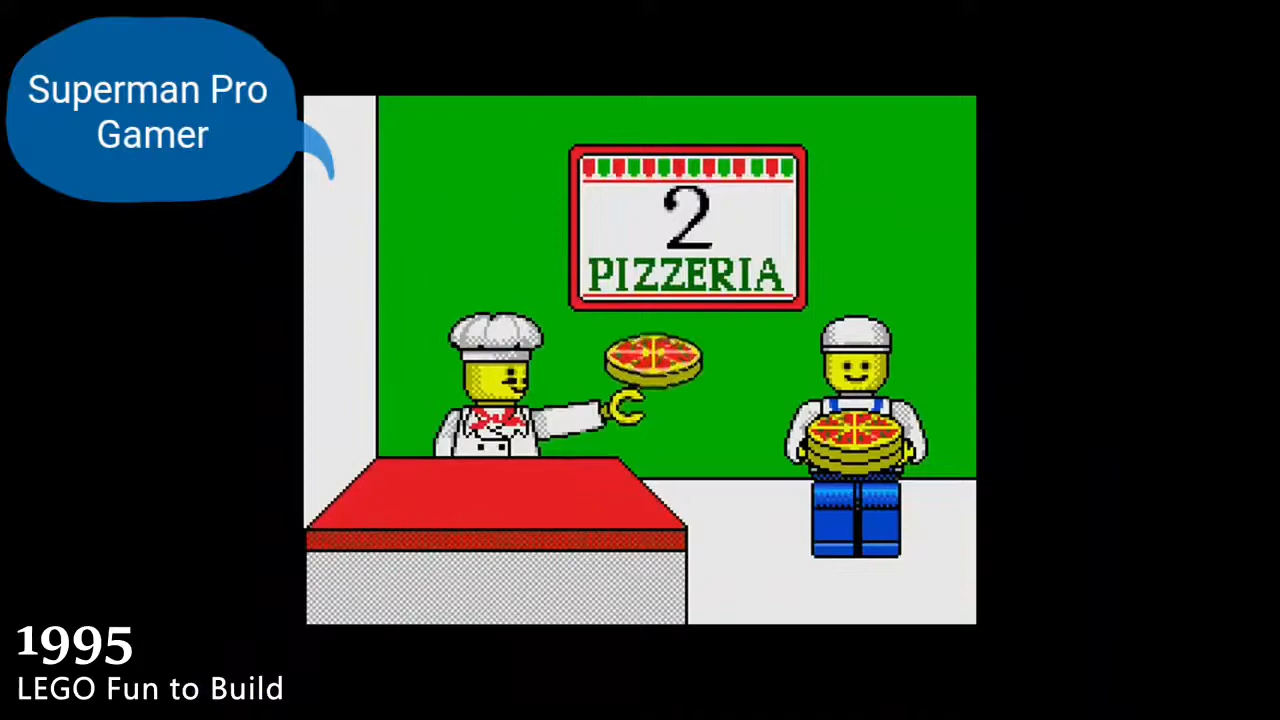 Superman Pro
Gamer
2
PIZZERIA
1995
LEGO Fun to Build